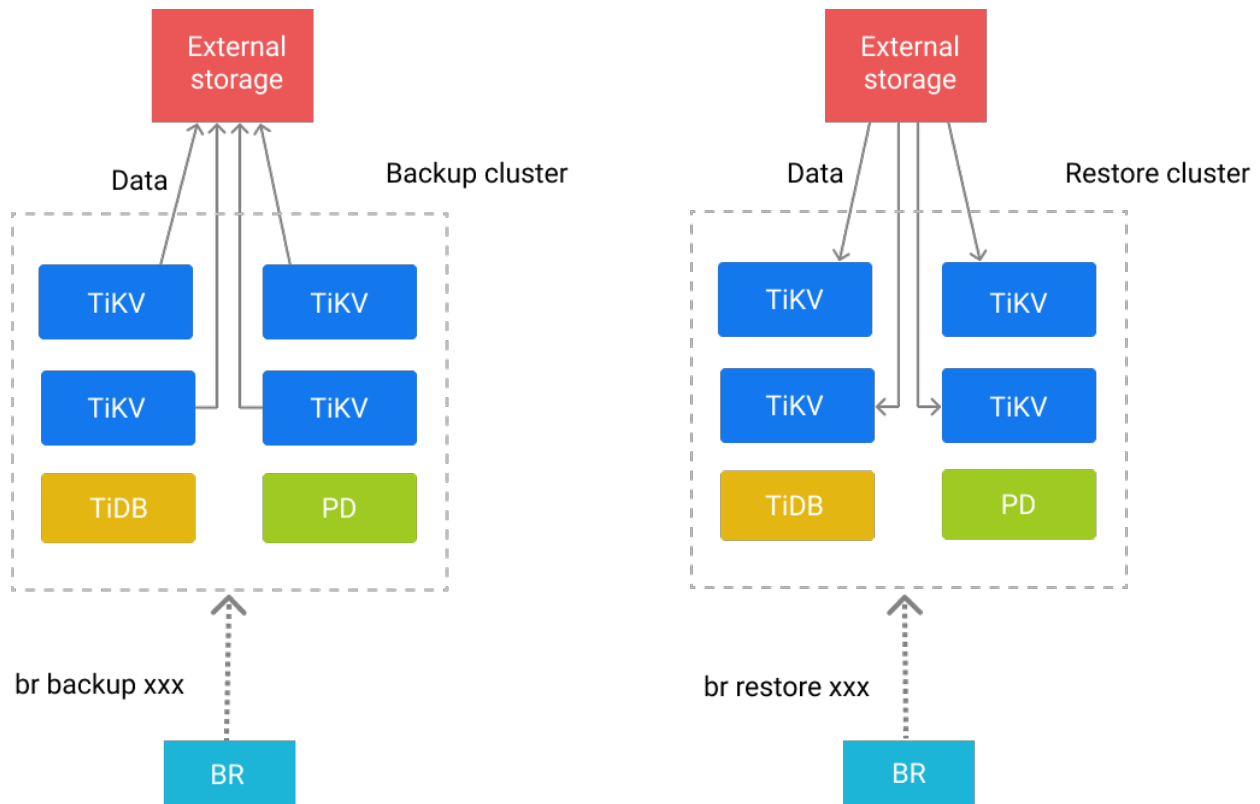 External
storage
Data
Backup cluster
TiKV
TiKV
TiKV
TiKV
TiDB
PD
br backup xxx
BR
External
storage
Data
Restore cluster
TiKV
TiKV
TiKV
TiKV
TiDB
PD
br restore xxx
BR